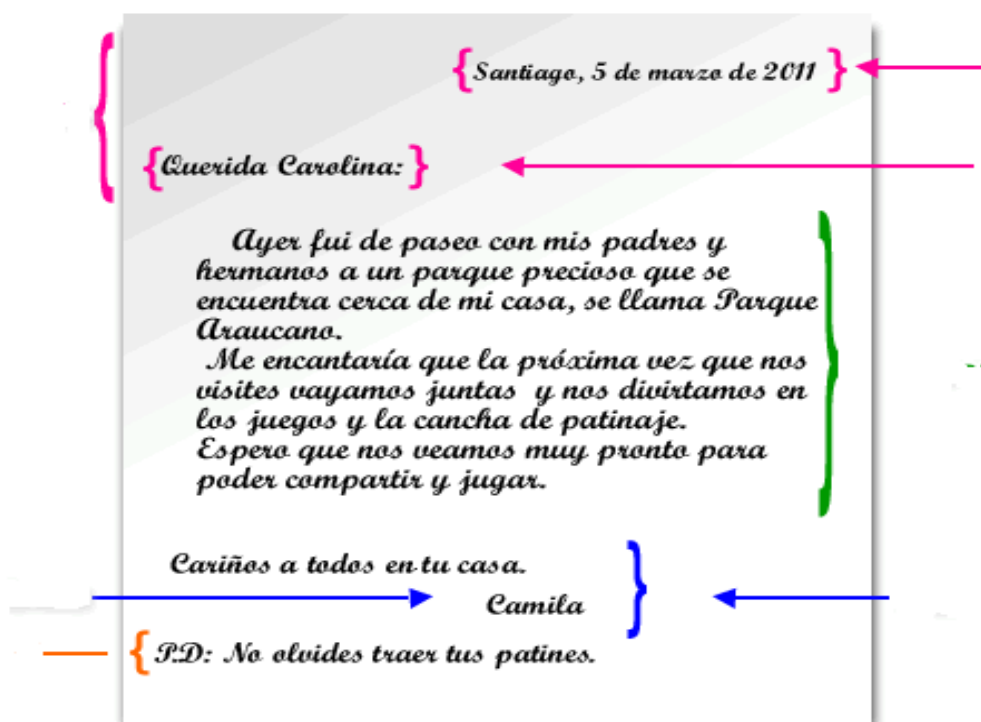 Santiago, 5 de marzo de 2011
Querida Carolina:
Ayer fui de paseo con mis padres y
hermanos a un parque precioso que se
encuentra cerca de mi casa, se llama Parque
Araucano.
Me encantaría que la próxima vez que nos
visites vayamos juntas y nos divirtamos en
los juegos y la cancha de patinaje.
Espero que nos veamos muy pronto para
poder compartir y jugar.
Cariños a todos en tu casa.
Camila
P.D: No olvides traer tus patines.